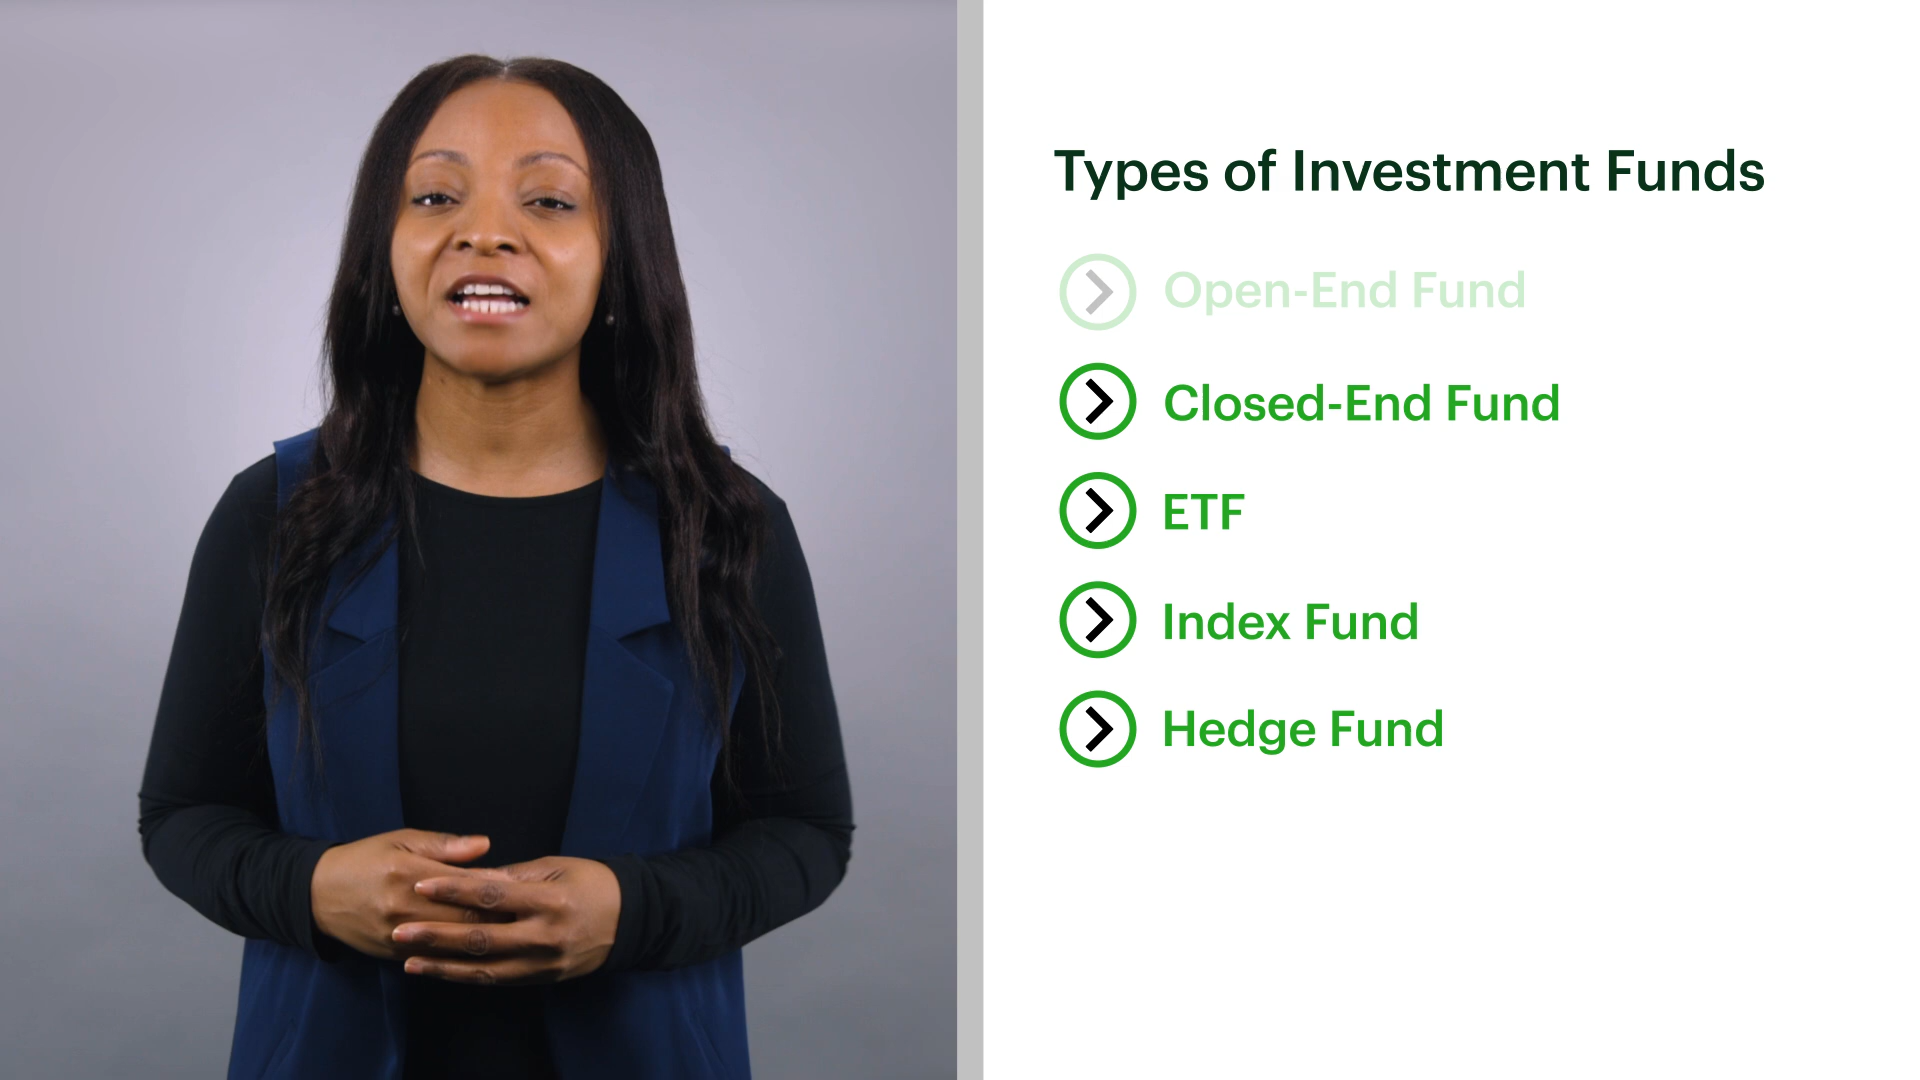 Types of Investment Funds
Open-End Fund
Closed-End Fund
ETF
Index Fund
Hedge Fund